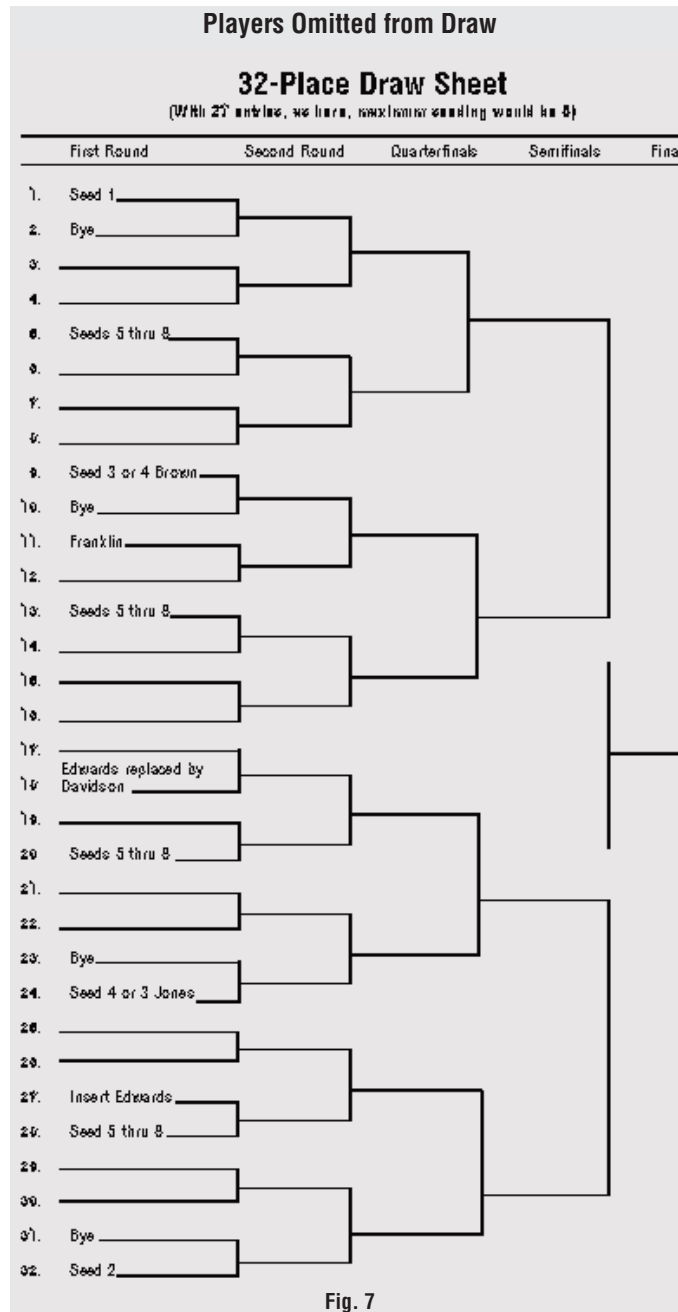 Players Omitted from Draw
32-Place Draw Sheet
(With 27 entries, as here, maximum seeding would be 8)
First Round Second Round Quarterfinals Semifinals Fina
1. Seed 1
2. Bye
3.
4.
5. Seeds 5 thru 8
6.
7.
8.
9. Seed 3 or 4 Brown
10. Bye
11. Franklin
12.
13. Seeds 5 thru 8
14.
15.
16.
17.
Edwards replaced by
18. Davidson
19.
20 Seeds 5 thru 8
21.
22.
23. Bye
24. Seed 4 or 3 Jones
25.
26.
27. Insert Edwards
28. Seed 5 thru 8
29.
30.
31. Bye
32. Seed 2
Fig. 7